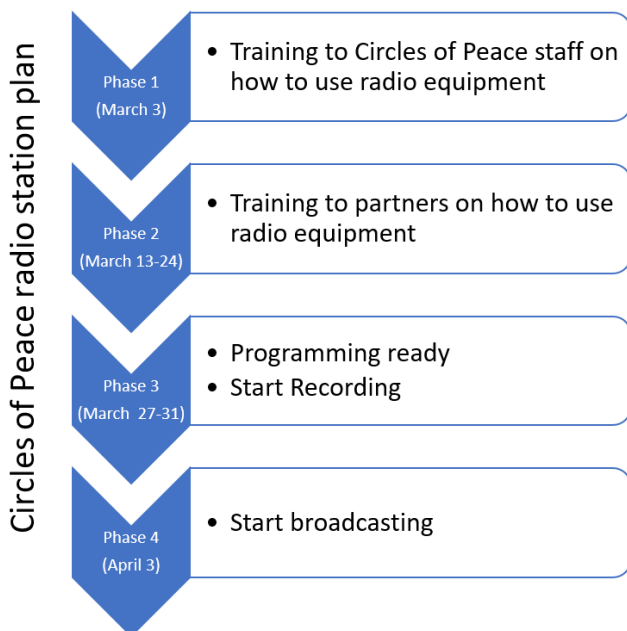 Circles of Peace radio station plan
Phase 1
(March 3)
• Training to Circles of Peace staff on
how to use radio equipment
Phase 2
(March 13-24)
• Training to partners on how to use
radio equipment
Phase 3
(March 27-31)
• Programming ready
• Start Recording
Phase 4
(April 3)
• Start broadcasting